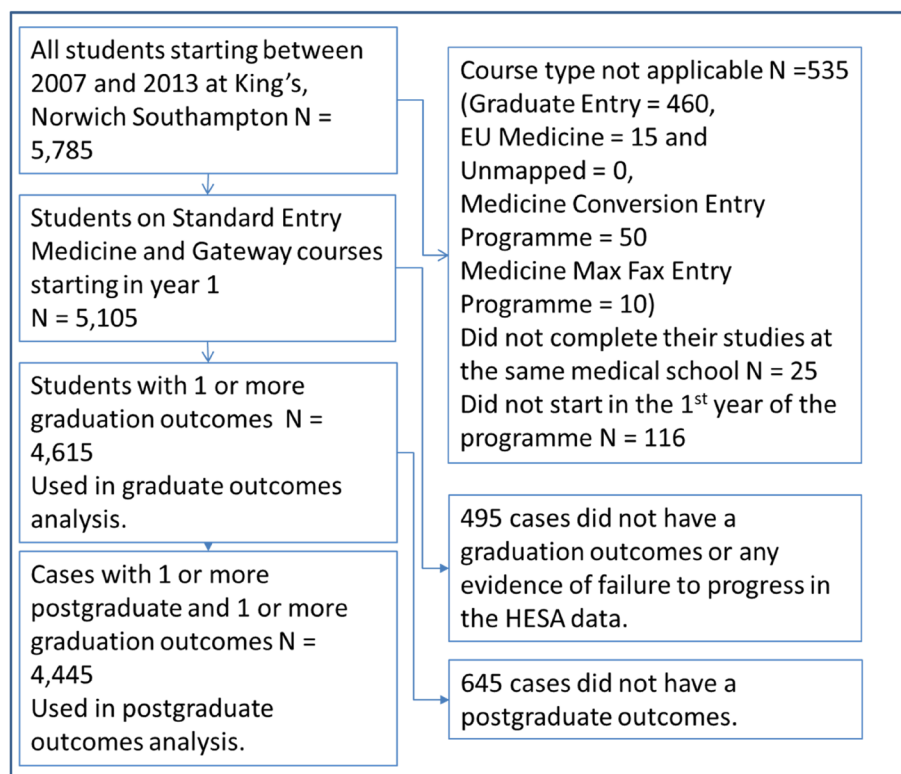 All students starting between
2007 and 2013 at King's,
Norwich Southampton N =
5,785
Students on Standard Entry
Medicine and Gateway courses
starting in year 1
N = 5,105
Students with 1 or more
graduation outcomes  N =
4,615
Used in graduate outcomes
analysis.
Cases with 1 or more
postgraduate and 1 or more
graduation outcomes N =
4,445
Used in postgraduate
outcomes analysis.
Course type not applicable N =535
(Graduate Entry = 460,
EU Medicine = 15 and
Unmapped = 0,
Medicine Conversion Entry
Programme = 50
Medicine Max Fax Entry
Programme = 10)
Did not complete their studies at
the same medical school N = 25
Did not start in the 1st year of the
programme N = 116
495 cases did not have a
graduation outcomes or any
evidence of failure to progress in
the HESA data.
645 cases did not have a
postgraduate outcomes.